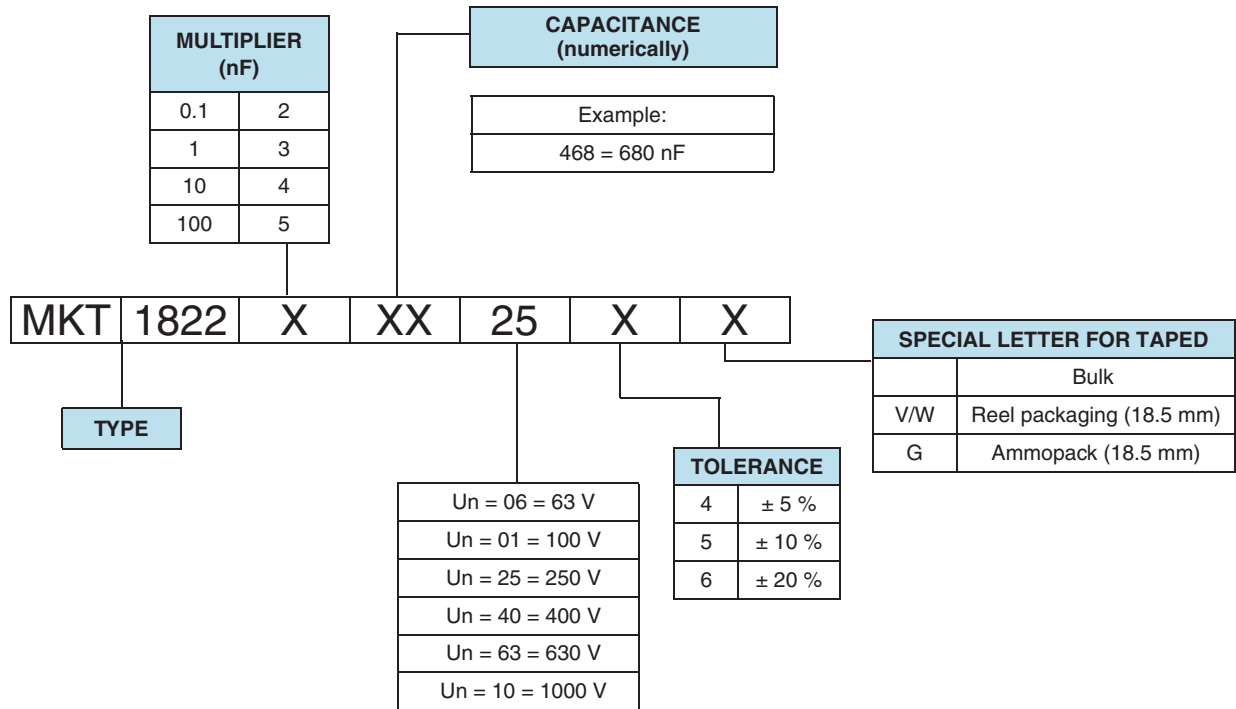 MULTIPLIER
(nF)
0.1 2
1 3
10 4
100 5
CAPACITANCE
(numerically)
Example:
468 = 680 nF
MKT 1822 X XX 25 X X
TYPE
Un = 06 = 63 V
Un = 01 = 100 V
Un = 25 = 250 V
Un = 40 = 400 V
Un = 63 = 630 V
Un = 10 = 1000 V
TOLERANCE
4 ± 5 %
5 ± 10 %
6 ± 20 %
SPECIAL LETTER FOR TAPED
Bulk
V/W Reel packaging (18.5 mm)
G Ammopack (18.5 mm)